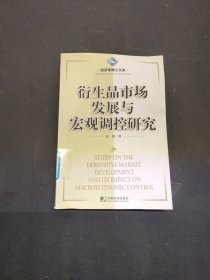 经济学博士文库
衍生品市场
发展与
宏观调控研究
STUDY ON THE
DERIVATIVE MARKET
DEVELOPMENT
AND ITS IMPACT ON
MACROECONOMIC CONTROL